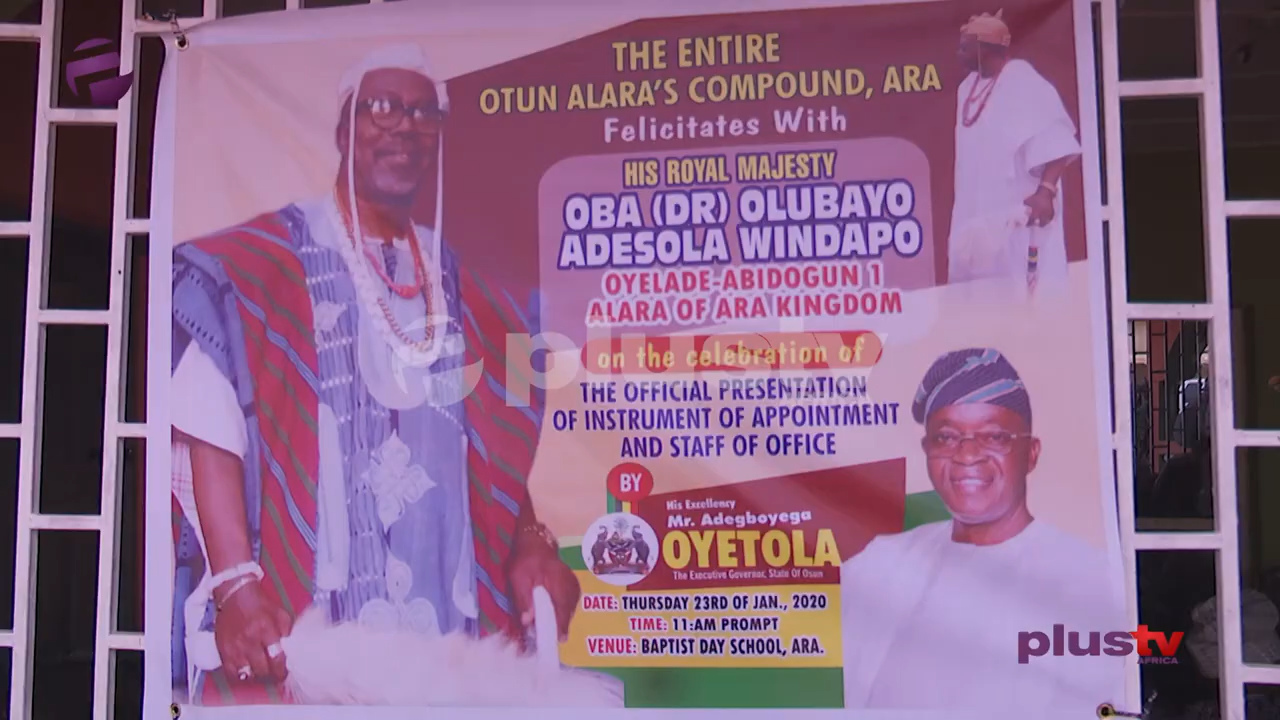 THE ENTIRE
OTUN ALARA'S COMPOUND, ARA
Felicitates With
HIS ROYAL MAJESTY
OBA (DR) OLUBAYO
ADESOLA WINDAPO
OYELADE-ABIDOGUN 1
ALARA OF ARA KINGDOM
on the celebration of
THE OFFICIAL PRESENTATION
OF INSTRUMENT OF APPOINTMENT
AND STAFF OF OFFICE
BY
His Excellency
Mr. Adegboyega
OYETOLA
The Executive Governor, State Of Osun
DATE: THURSDAY 23RD OF JAN., 2020
TIME: 11:AM PROMPT
VENUE: BAPTIST DAY SCHOOL, ARA.
plustv
plustv
AFRICA